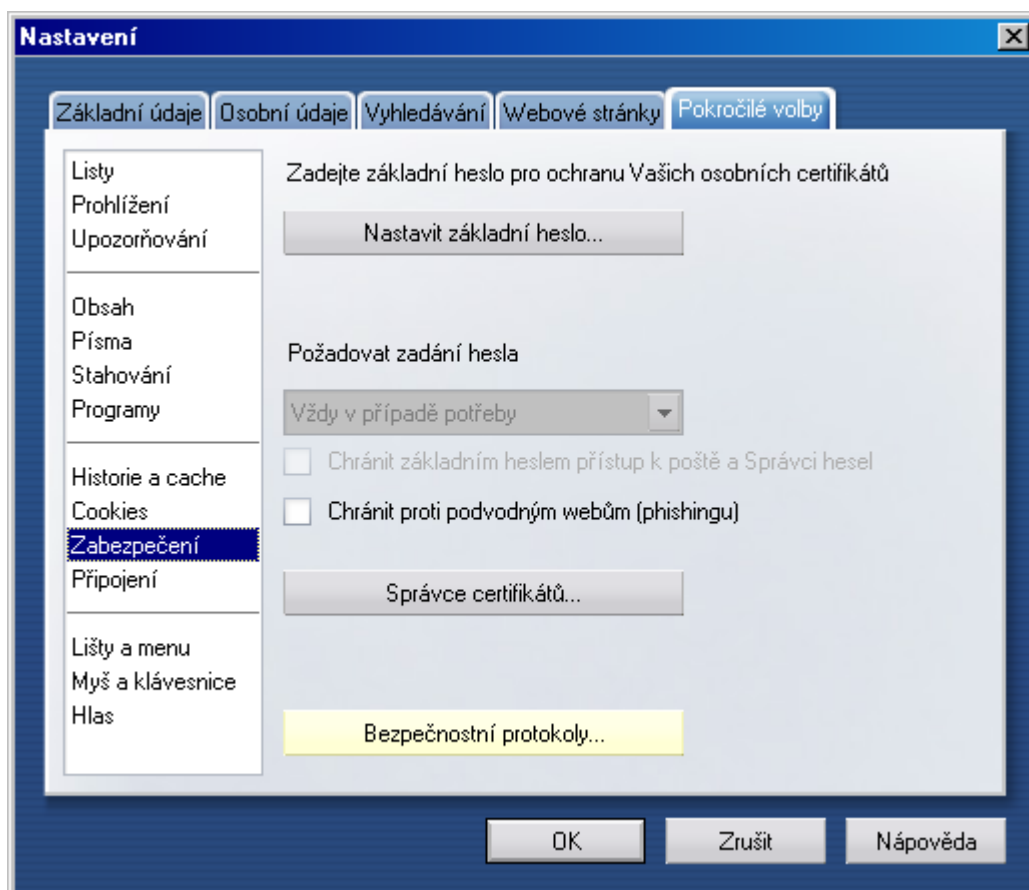 Nastavení
Základní údaje Osobní údaje Vyhledávání Webové stránky Pokročilé volby
Listy
Prohlížení
Upozorňování
Obsah
Písma
Stahování
Programy
Historie a cache
Cookies
Zabezpečení
Připojení
Lišty a menu
Myš a klávesnice
Hlas
Zadejte základní heslo pro ochranu Vašich osobních certifikátů
Nastavit základní heslo...
Požadovat zadání hesla
Vždy v případě potřeby
Chránit základním heslem přístup k poště a Správci hesel
Chránit proti podvodným webům (phishingu)
Správce certifikátů...
Bezpečnostní protokoly...
OK Zrušit Nápověda